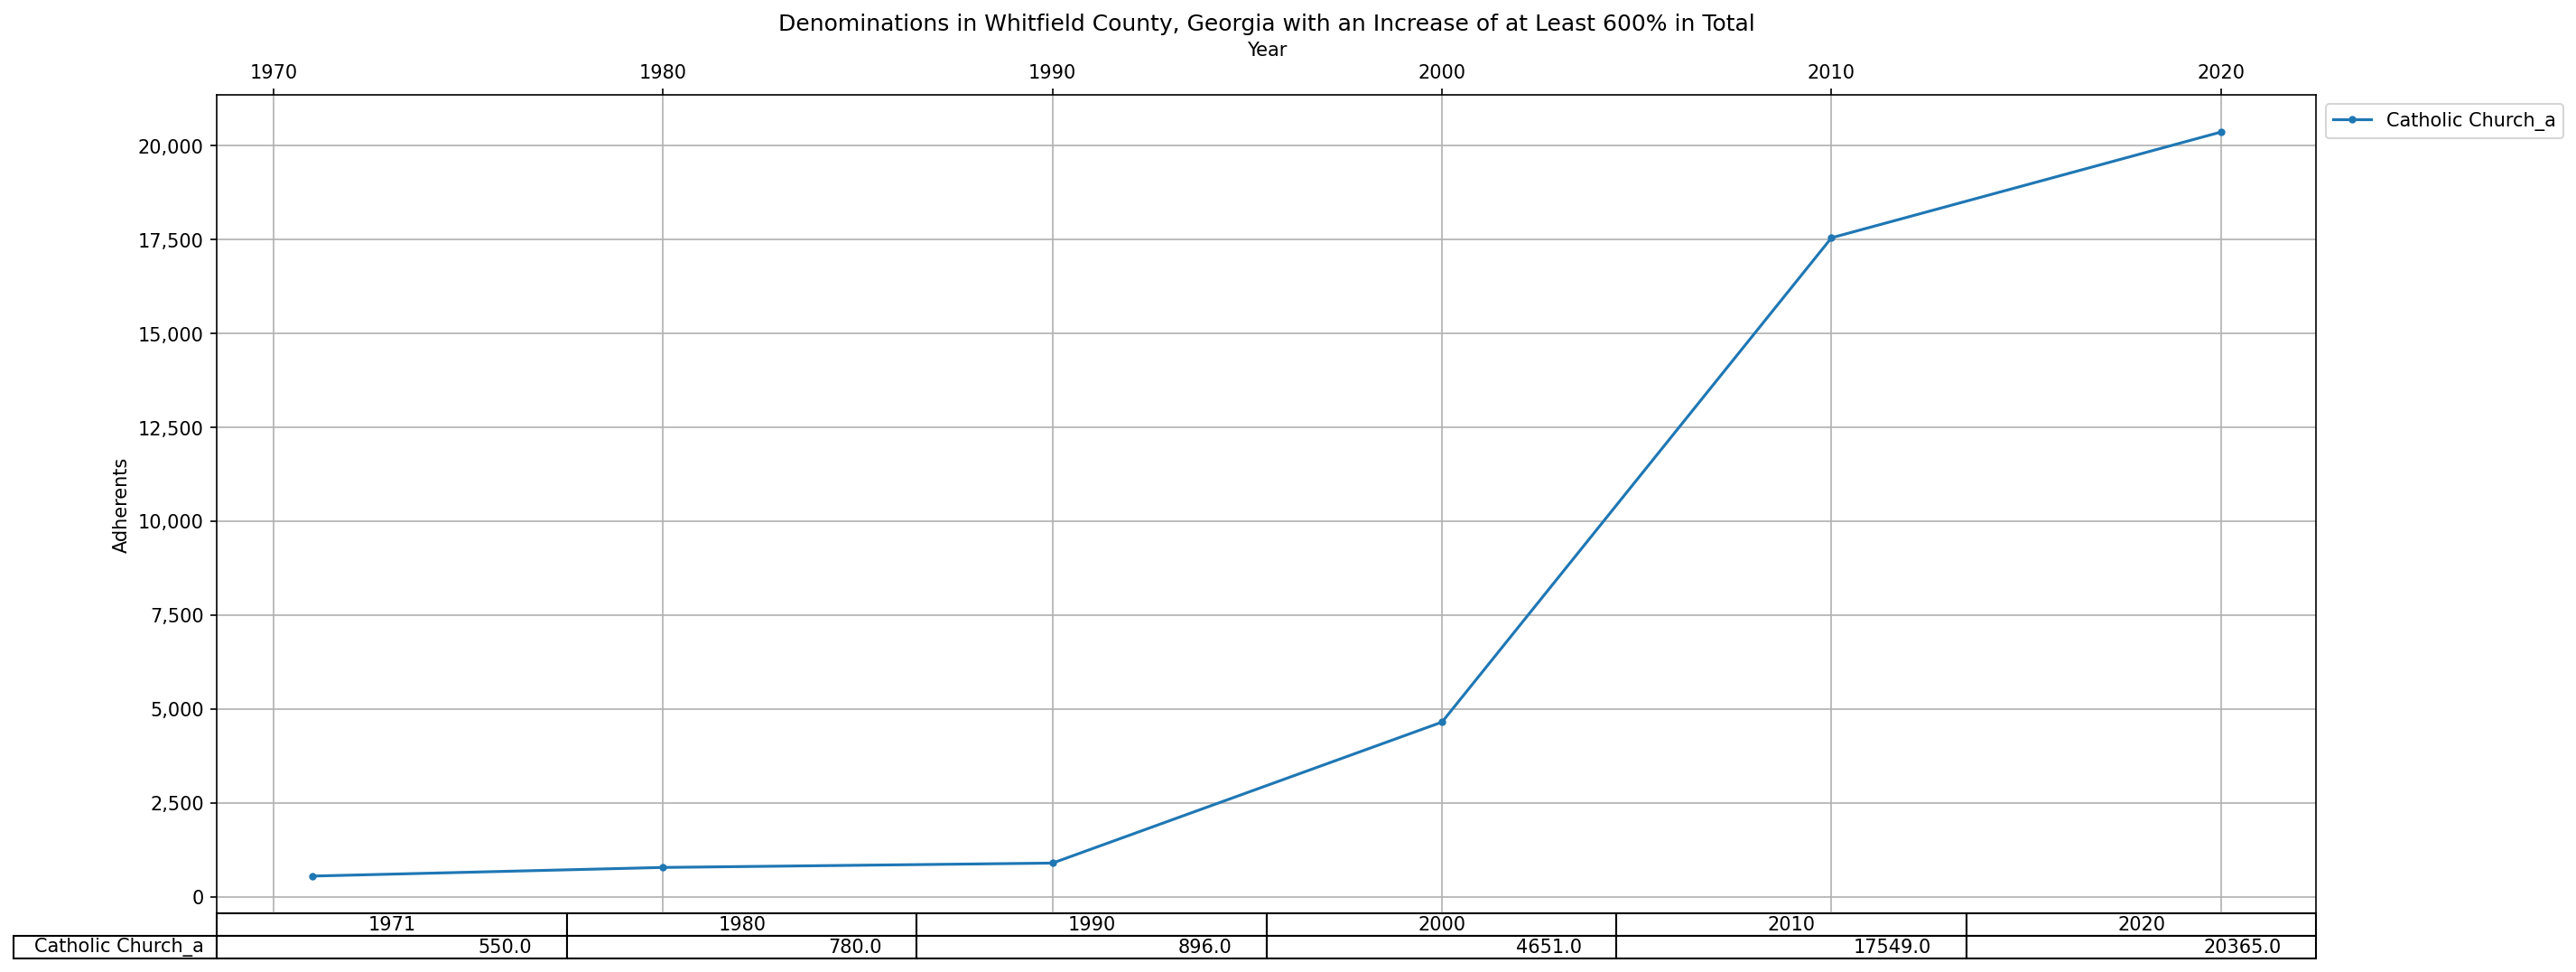 Denominations in Whitfield County, Georgia with an Increase of at Least 600% in Total
Year
1970 1980 1990 2000 2010 2020
Catholic Church_a
20,000
17,500
15,000
12,500
10,000
7,500
5,000
2,500
0
Adherents
1971 1980 1990 2000 2010 2020
Catholic Church_a 550.0 780.0 896.0 4651.0 17549.0 20365.0